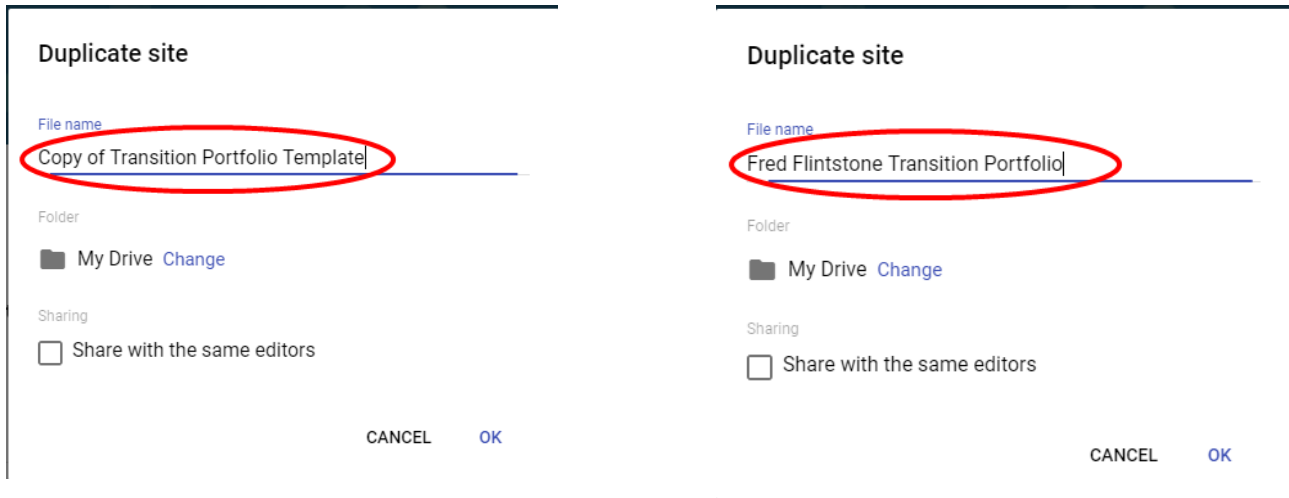 Duplicate site
File name
Copy of Transition Portfolio Template
Folder
My Drive Change
Sharing
Share with the same editors
CANCEL OK
Duplicate site
File name
Fred Flintstone Transition Portfolio
Folder
My Drive Change
Sharing
Share with the same editors
CANCEL OK